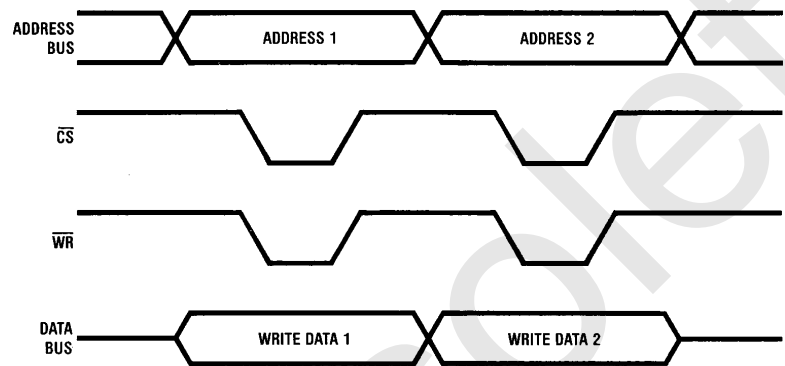 ADDRESS
BUS
ADDRESS 1
ADDRESS 2
CS
WR
DATA
BUS
WRITE DATA 1
WRITE DATA 2